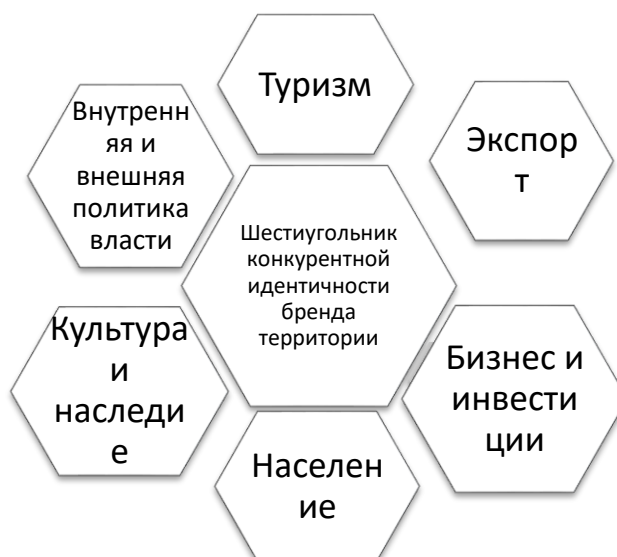 Туризм
Внутренн
яя и
внешняя
политика
власти
Экспор
т
Шестиугольник
конкурентной
идентичности
бренда
территории
Культура
и
наследи
е
Бизнес и
инвести
ции
Населен
ие